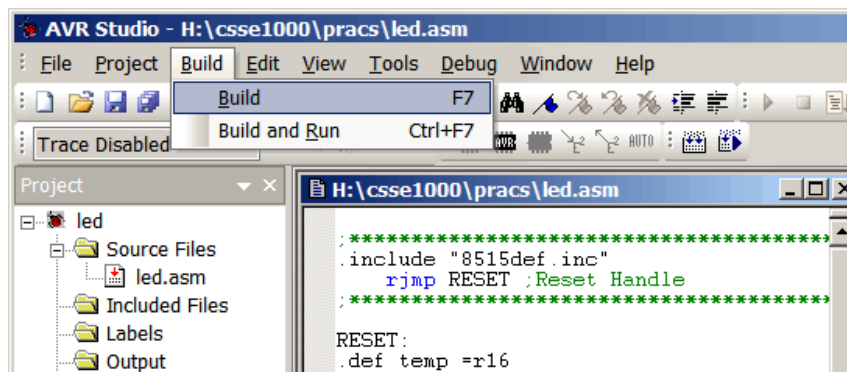 AVR Studio - H:\csse1000\pracs\led.asm
File Project Build Edit View Tools Debug Window Help
Build F7
Build and Run Ctrl+F7
Trace Disabled
AVR
AUTO
Project
H:\csse1000\pracs\led.asm
led
Source Files
led.asm
Included Files
Labels
Output
;******************************************
.include "8515def.inc"
rjmp RESET ;Reset Handle
;******************************************
RESET:
.def temp =r16